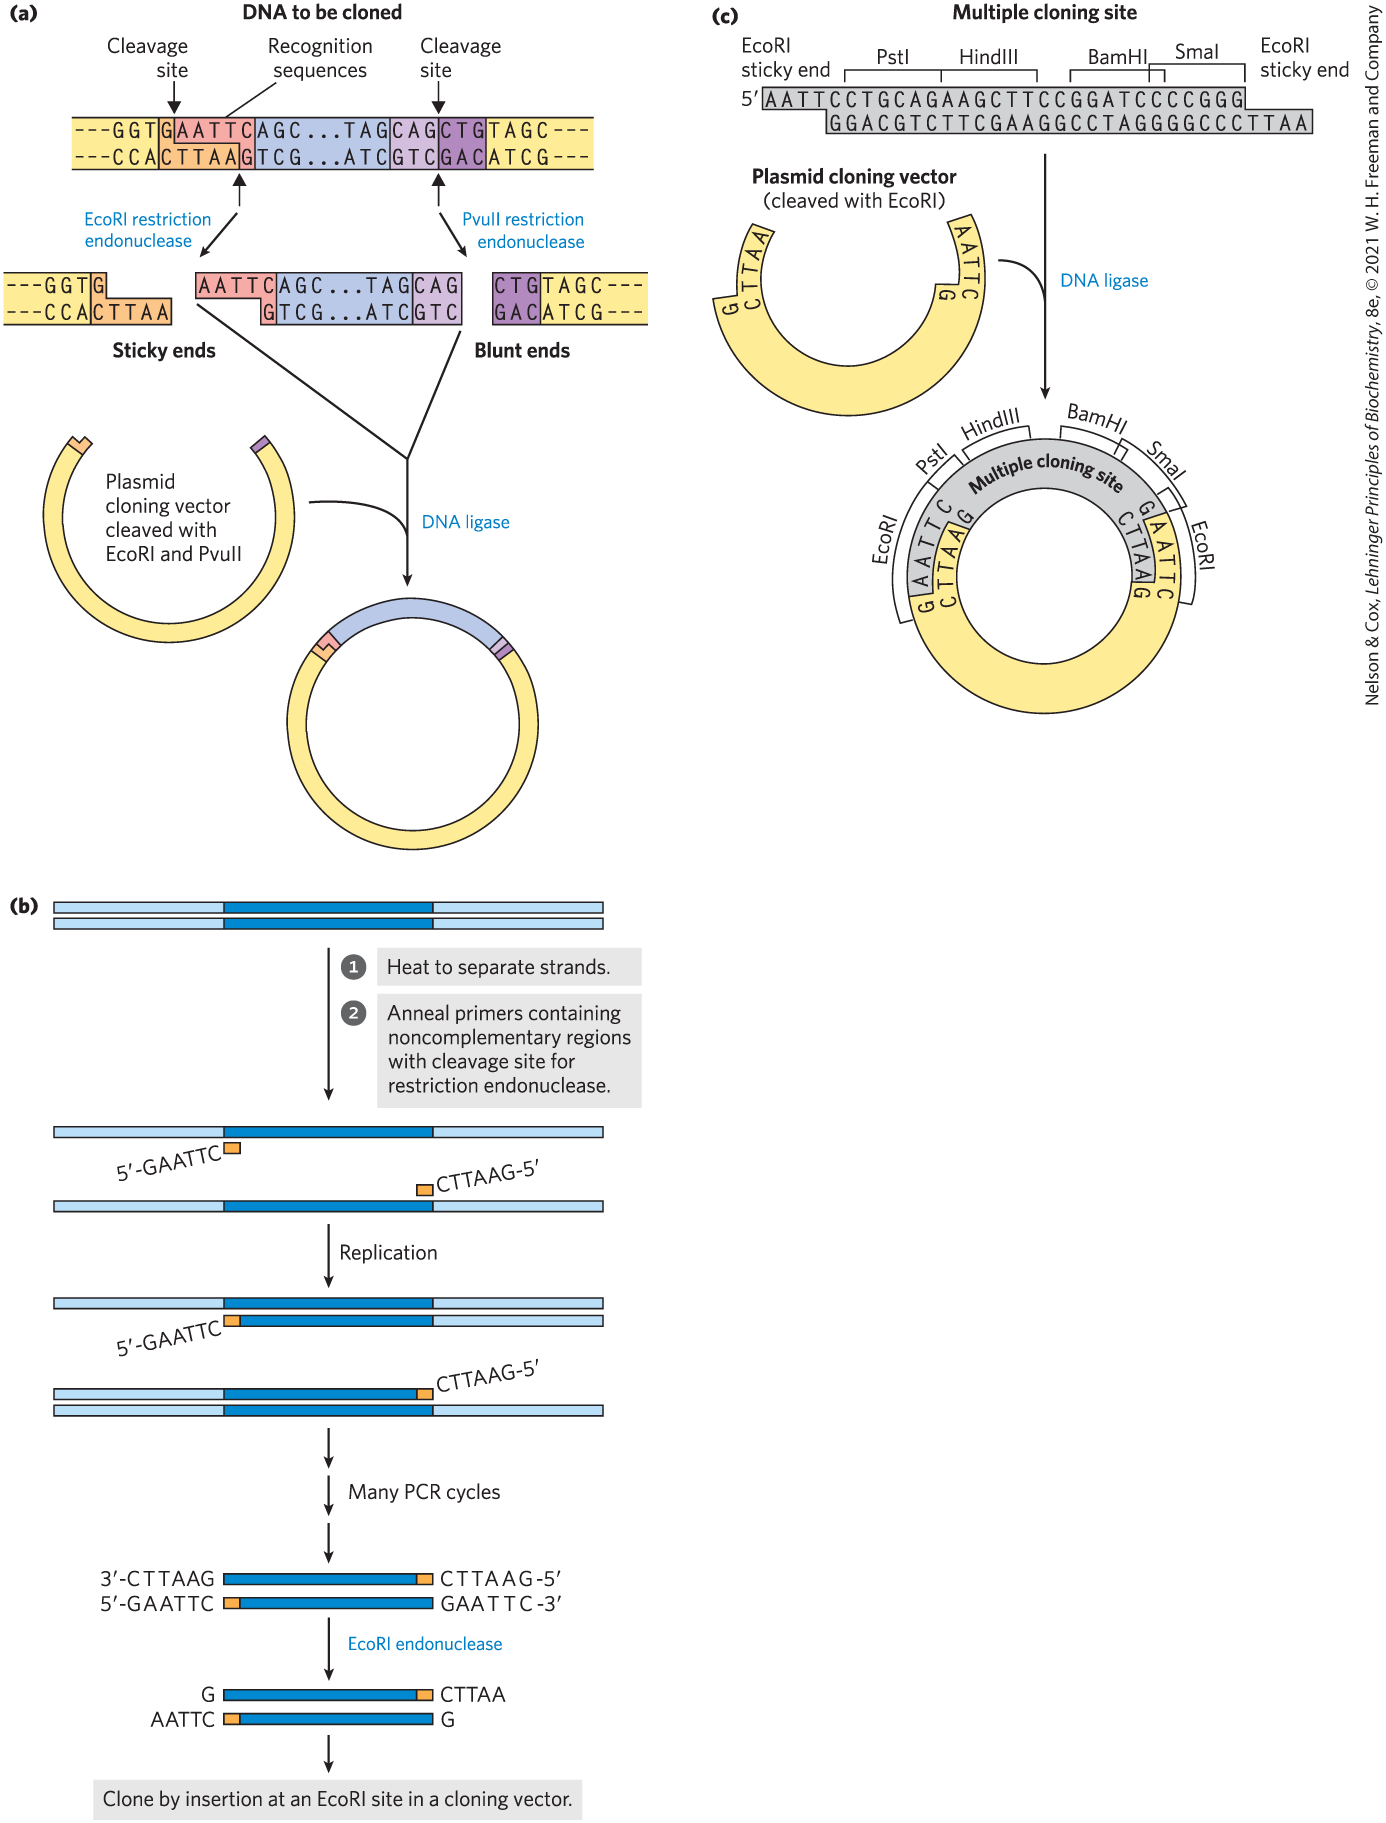 (a)
DNA to be cloned
Cleavage
site
Recognition
sequences
Cleavage
site
---GGTGAATTCAGC...TAGCAGCTGTAGC---
---CCACTTAAGTCG...ATCGTCGACATCG---
EcoRI restriction
endonuclease
PvuII restriction
endonuclease
---GGTG AATTCAGC...TAGCAG CTGTAGC---
---CCACTTAA GTCG...ATCGTC GACATCG---
Sticky ends
Blunt ends
Plasmid
cloning vector
cleaved with
EcoRI and PvuII
DNA ligase
(b)
1 Heat to separate strands.
2 Anneal primers containing
noncomplementary regions
with cleavage site for
restriction endonuclease.
5′-GAATTC
CTTAAG-5′
Replication
5′-GAATTC
CTTAAG-5′
Many PCR cycles
3′-CTTAAG CTTAAG-5′
5′-GAATTC GAATTC-3′
EcoRI endonuclease
G CTTAA
AATTC G
Clone by insertion at an EcoRI site in a cloning vector.
(c)
Multiple cloning site
EcoRI
sticky end
PstI
HindIII
BamHI
SmaI
EcoRI
sticky end
5′ AATTCCTGCAGAAGCTTCCGGATCCCCGGG
GGACGTCTTCGAAGGCCTAGGGGCCCTTAA
Plasmid cloning vector
(cleaved with EcoRI)
CTTAA
G
AATTC
G
DNA ligase
EcoRI
PstI
HindIII
BamHI
SmaI
EcoRI
Multiple cloning site
GAATTC
CTTAAG
GAATTC
CTTAAG
Nelson & Cox, Lehninger Principles of Biochemistry, 8e, © 2021 W. H. Freeman and Company